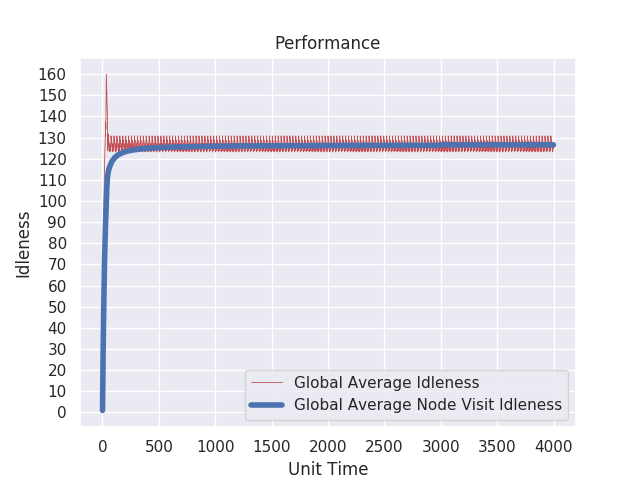 Performance
160
150
140
130
120
110
100
90
80
70
60
50
40
30
20
10
0
Idleness
Global Average Idleness
Global Average Node Visit Idleness
0 500 1000 1500 2000 2500 3000 3500 4000
Unit Time